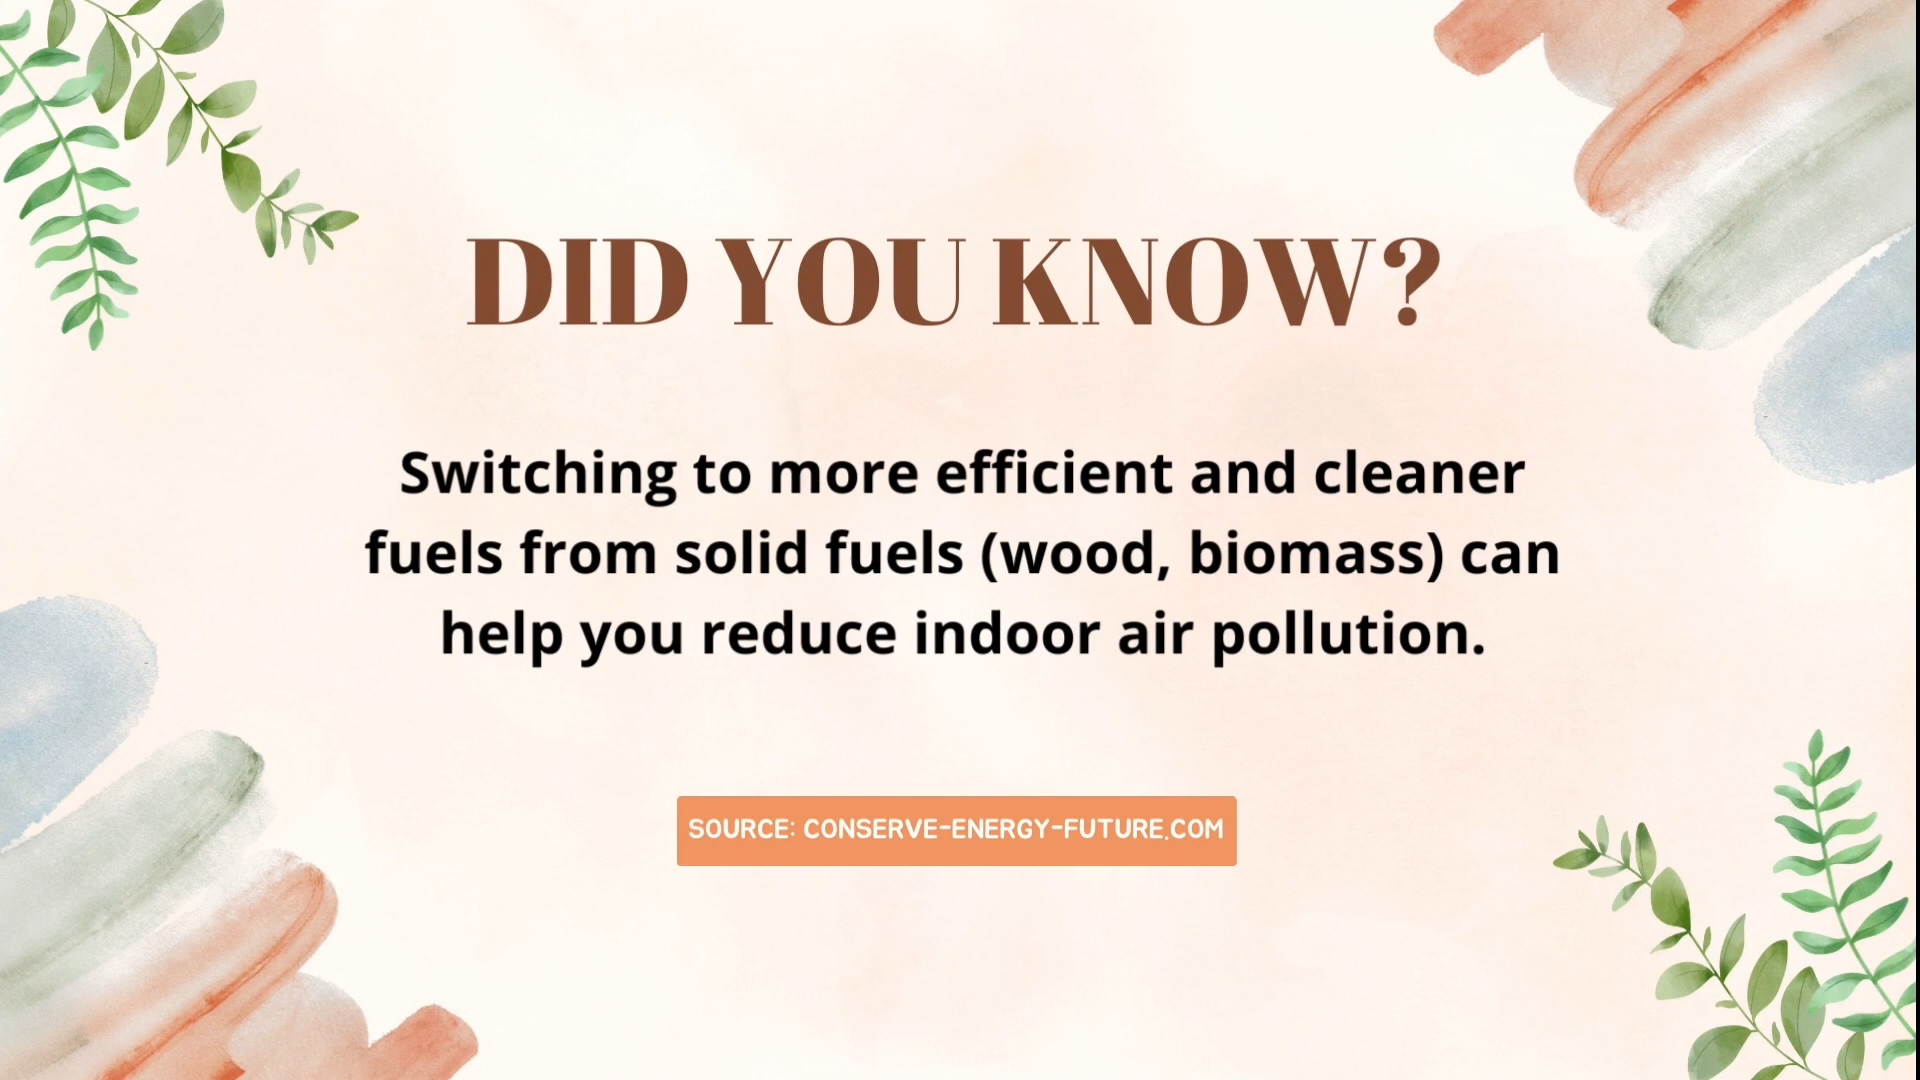 DID YOU KNOW?
Switching to more efficient and cleaner
fuels from solid fuels (wood, biomass) can
help you reduce indoor air pollution.
SOURCE: CONSERVE-ENERGY-FUTURE.COM